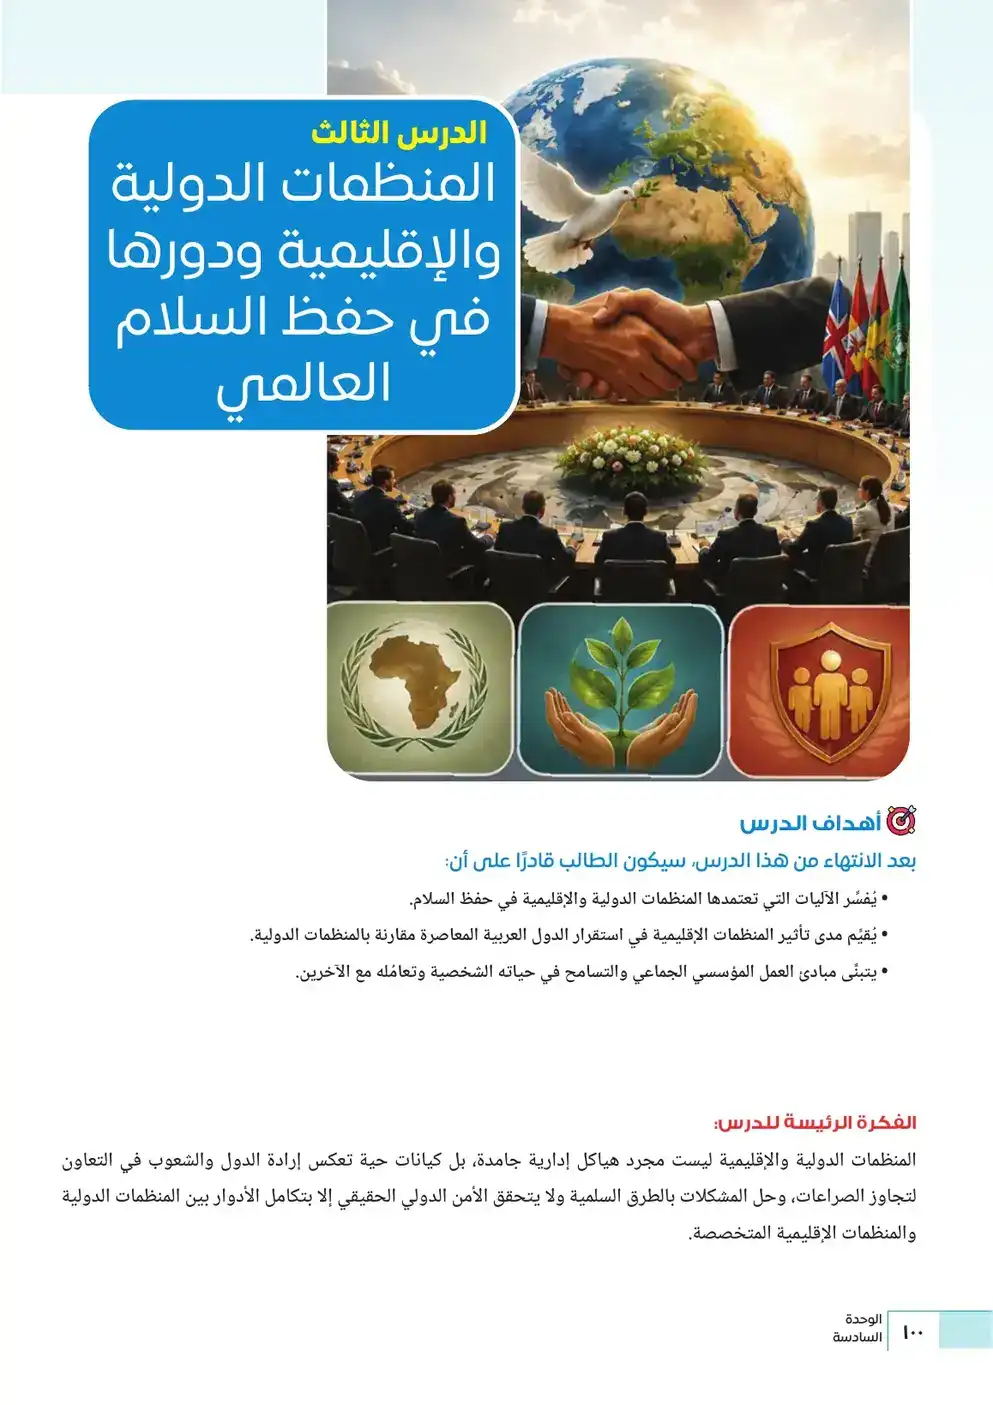 الدرس الثالث
المنظمات الدولية
والإقليمية ودورها
في حفظ السلام
العالمي
أهداف الدرس
بعد الانتهاء من هذا الدرس، سيكون الطالب قادرًا على أن:
• يُفسِّر الآليات التي تعتمدها المنظمات الدولية والإقليمية في حفظ السلام.
• يُقيِّم مدى تأثير المنظمات الإقليمية في استقرار الدول العربية المعاصرة مقارنة بالمنظمات الدولية.
• يتبنَّى مبادئ العمل المؤسسي الجماعي والتسامح في حياته الشخصية وتعامُله مع الآخرين.
الفكرة الرئيسة للدرس:
المنظمات الدولية والإقليمية ليست مجرد هياكل إدارية جامدة، بل كيانات حية تعكس إرادة الدول والشعوب في التعاون
لتجاوز الصراعات، وحل المشكلات بالطرق السلمية ولا يتحقق الأمن الدولي الحقيقي إلا بتكامل الأدوار بين المنظمات الدولية
والمنظمات الإقليمية المتخصصة.
الوحدة
السادسة
١٠٠